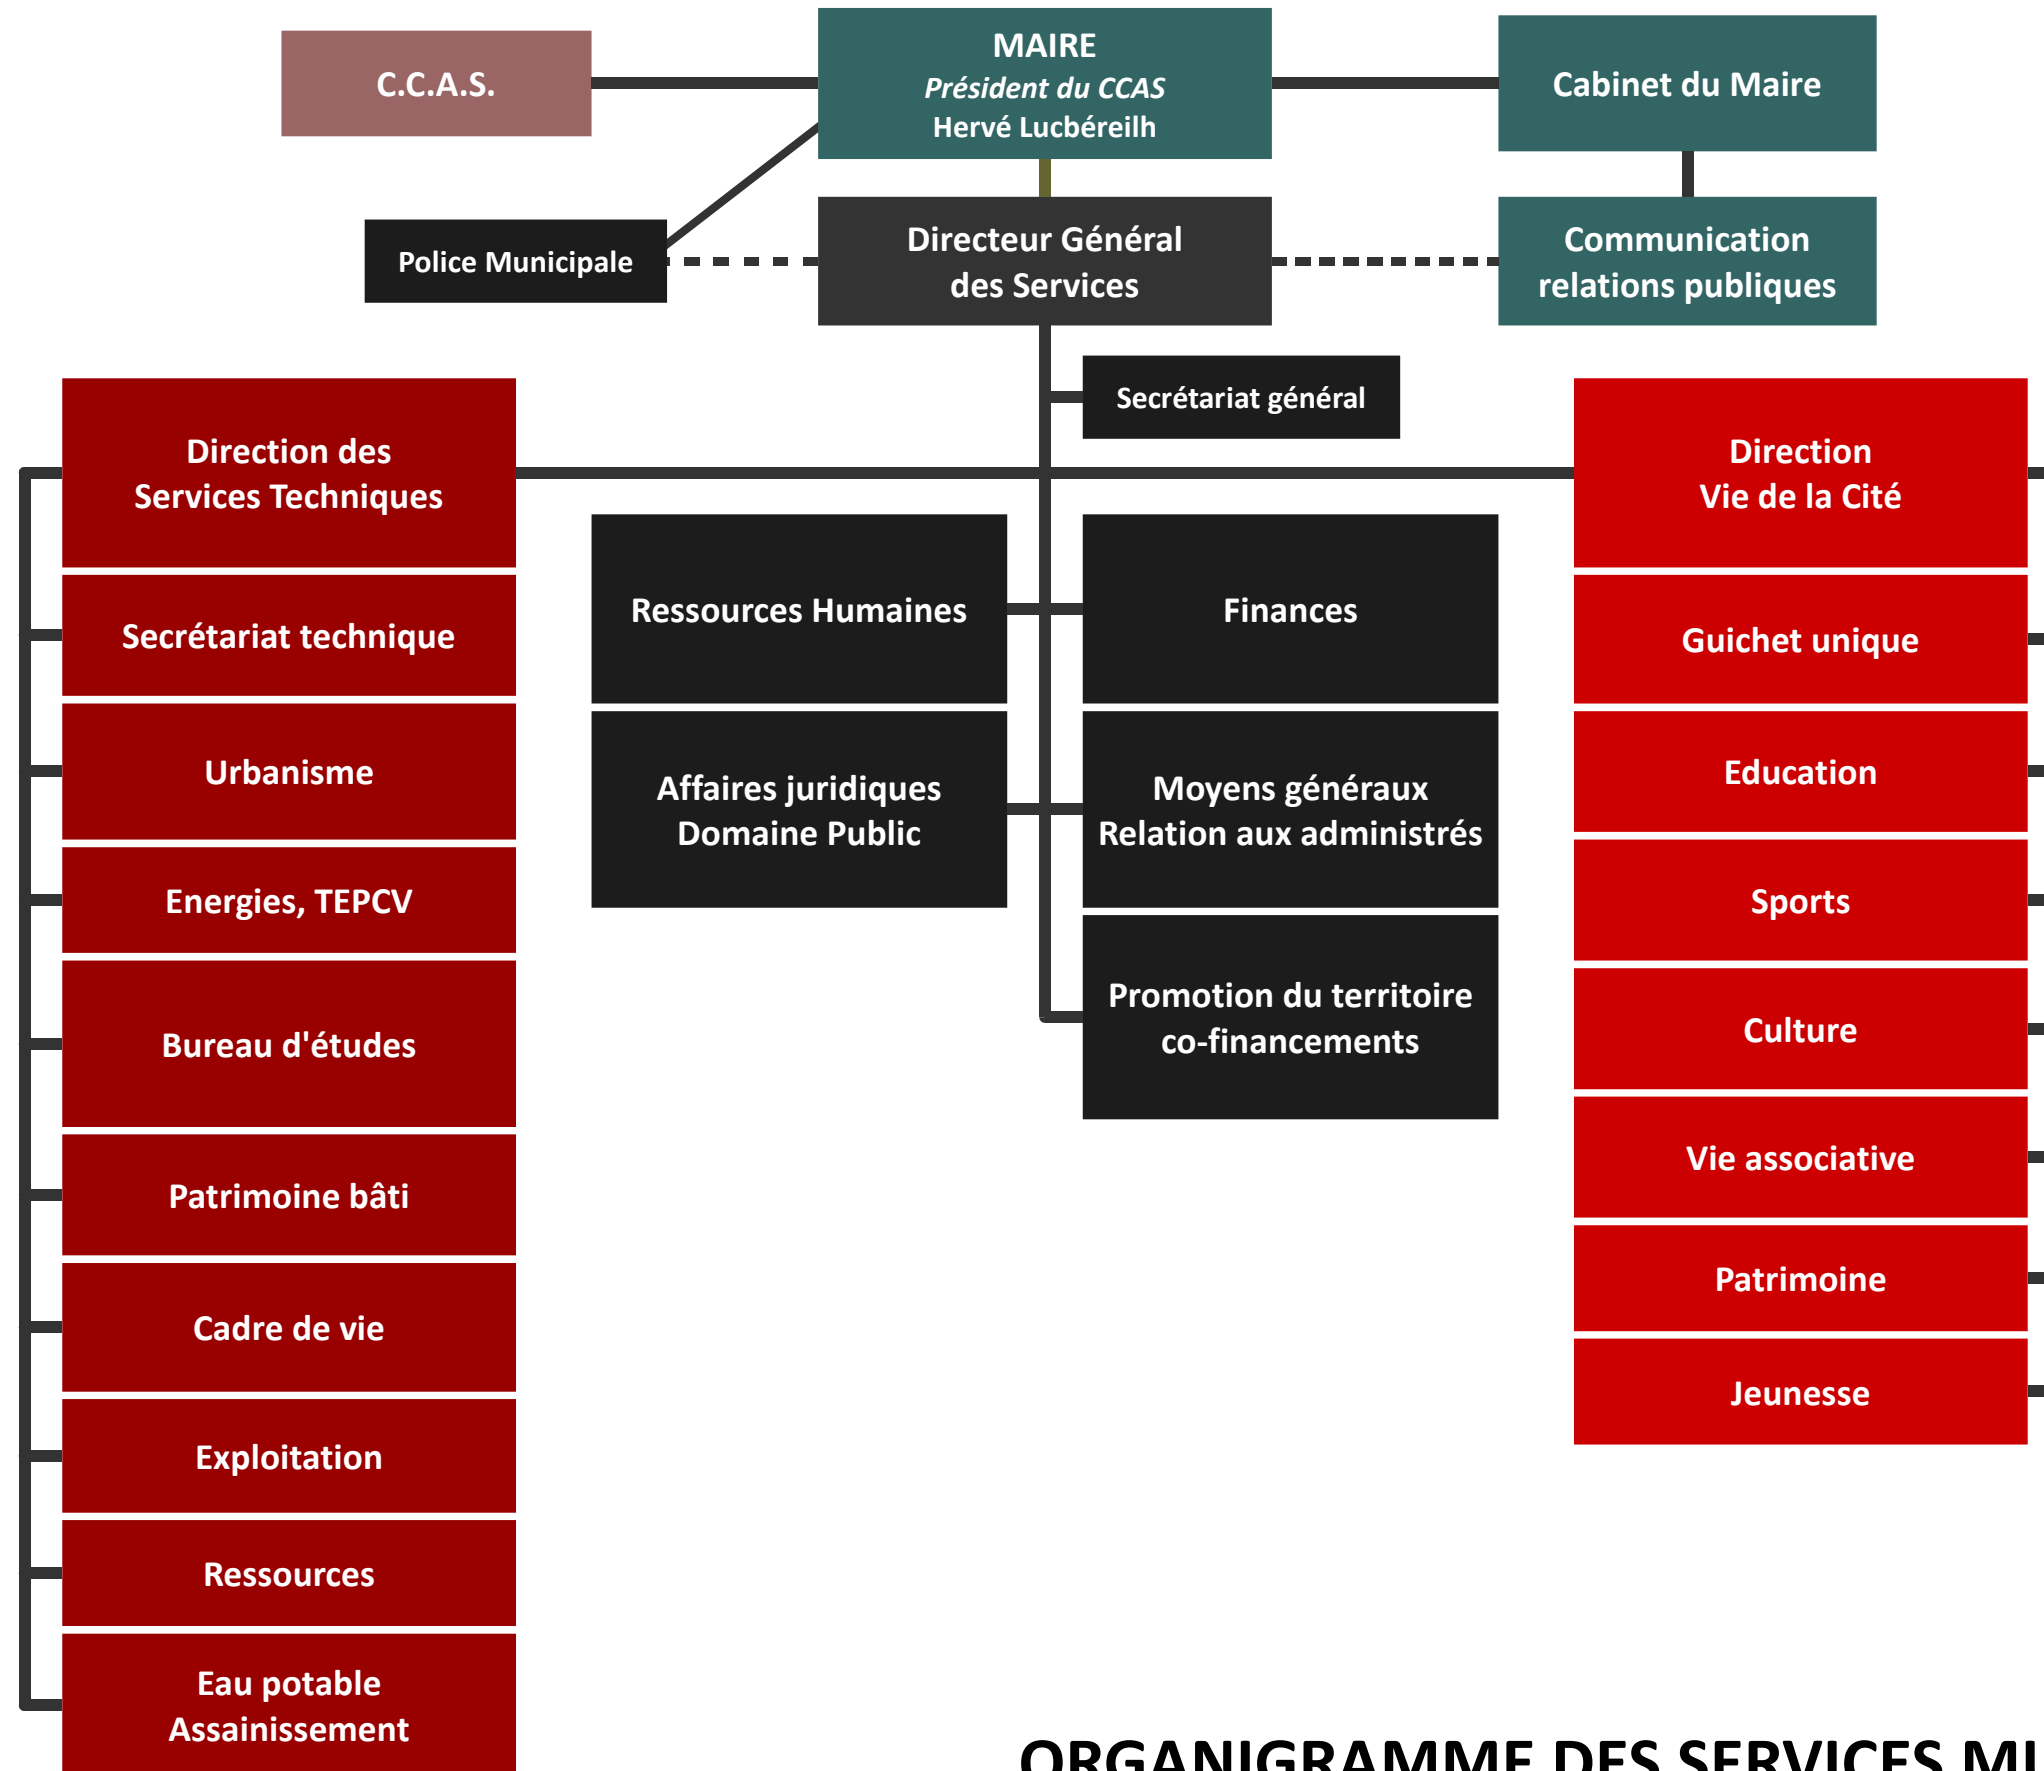 C.C.A.S.
MAIRE
Président du CCAS
Hervé Lucbéreilh
Cabinet du Maire
Police Municipale
Directeur Général
des Services
Communication
relations publiques
Secrétariat général
Direction des
Services Techniques
Secrétariat technique
Urbanisme
Energies, TEPCV
Bureau d'études
Patrimoine bâti
Cadre de vie
Exploitation
Ressources
Eau potable
Assainissement
Ressources Humaines
Finances
Affaires juridiques
Domaine Public
Moyens généraux
Relation aux administrés
Promotion du territoire
co-financements
Direction
Vie de la Cité
Guichet unique
Education
Sports
Culture
Vie associative
Patrimoine
Jeunesse
ORGANIGRAMME DES SERVICES